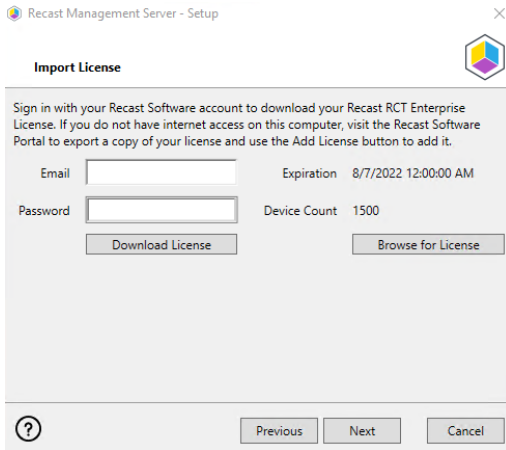 Recast Management Server - Setup
Import License
Sign in with your Recast Software account to download your Recast RCT Enterprise
License. If you do not have internet access on this computer, visit the Recast Software
Portal to export a copy of your license and use the Add License button to add it.
Email Expiration 8/7/2022 12:00:00 AM
Password Device Count 1500
Download License Browse for License
? Previous Next Cancel